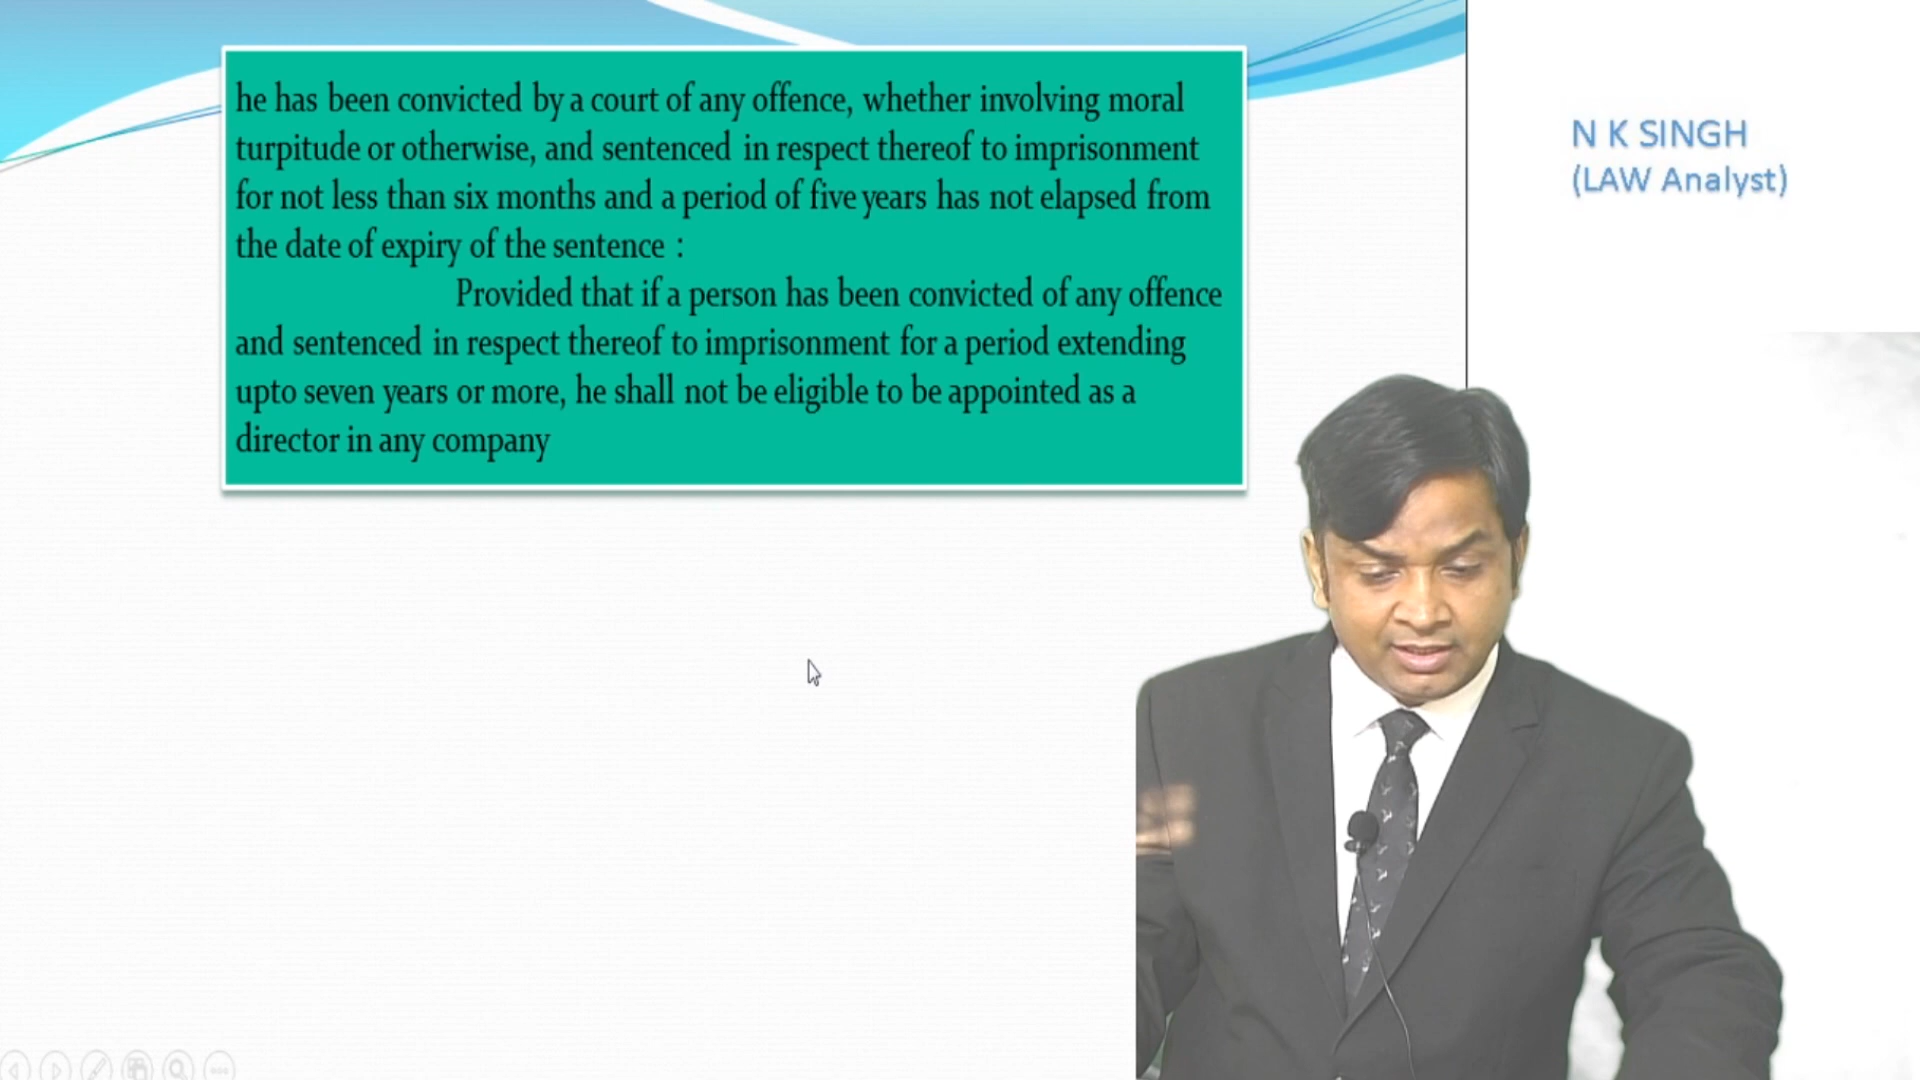 he has been convicted by a court of any offence, whether involving moral
turpitude or otherwise, and sentenced in respect thereof to imprisonment
for not less than six months and a period of five years has not elapsed from
the date of expiry of the sentence :
Provided that if a person has been convicted of any offence
and sentenced in respect thereof to imprisonment for a period extending
upto seven years or more, he shall not be eligible to be appointed as a
director in any company
N K SINGH
(LAW Analyst)